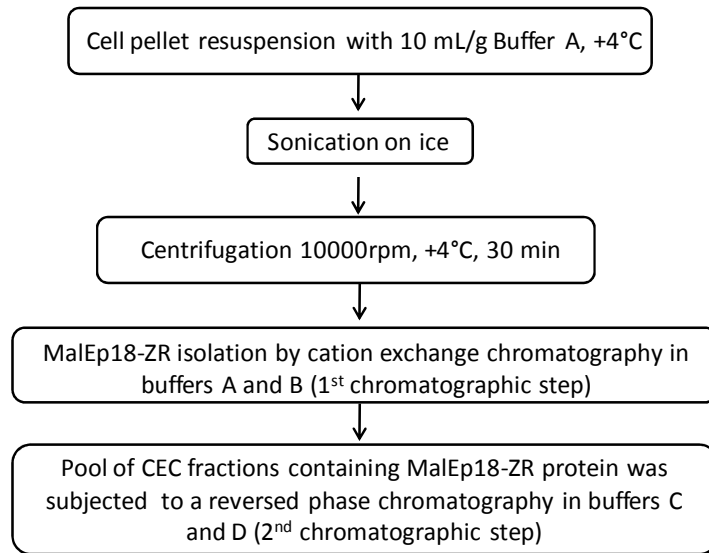 Cell pellet resuspension with 10 mL/g Buffer A, +4°C
Sonication on ice
Centrifugation 10000rpm, +4°C, 30 min
MalEp18-ZR isolation by cation exchange chromatography in
buffers A and B (1st chromatographic step)
Pool of CEC fractions containing MalEp18-ZR protein was
subjected to a reversed phase chromatography in buffers C
and D (2nd chromatographic step)